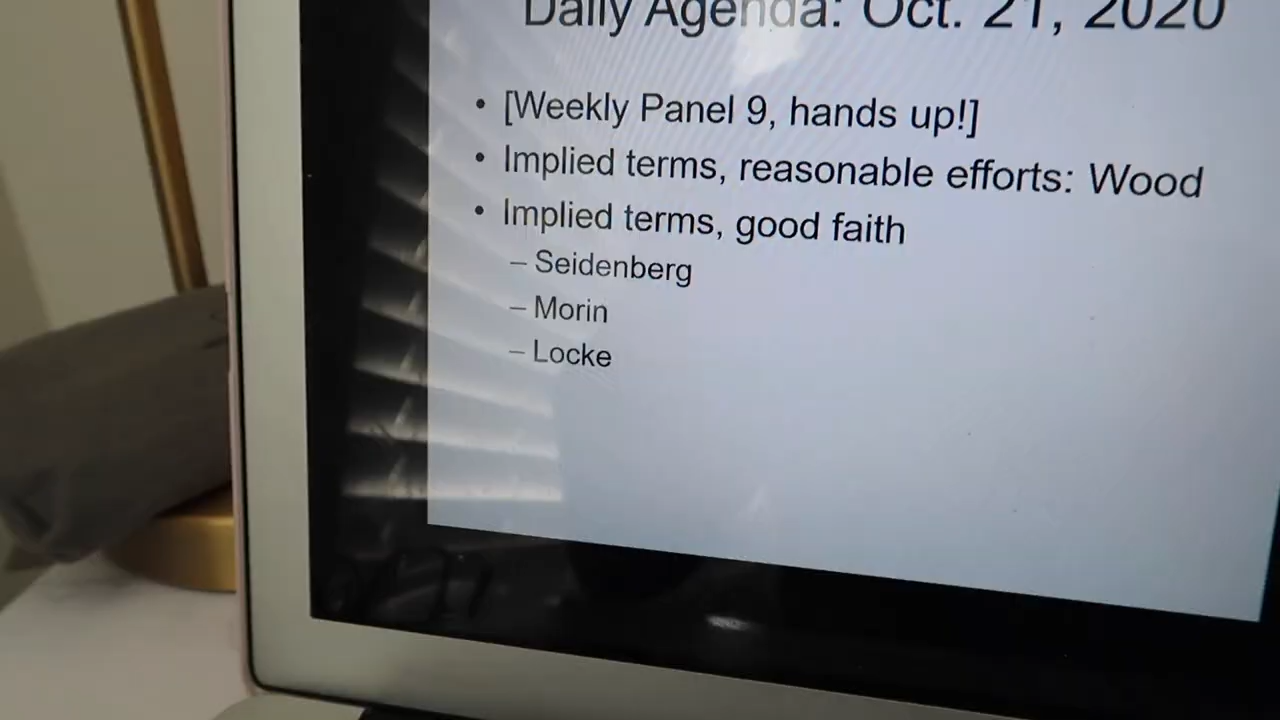 Daily Agenda: Oct. 21, 2020
• [Weekly Panel 9, hands up!]
• Implied terms, reasonable efforts: Wood
• Implied terms, good faith
– Seidenberg
– Morin
– Locke